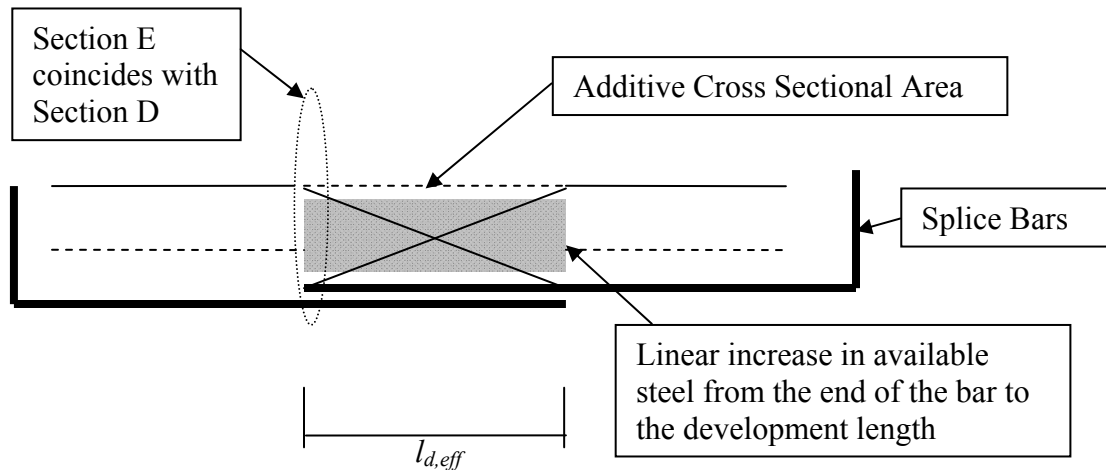 Section E
coincides with
Section D
Additive Cross Sectional Area
Splice Bars
Linear increase in available
steel from the end of the bar to
the development length
l_{d,eff}